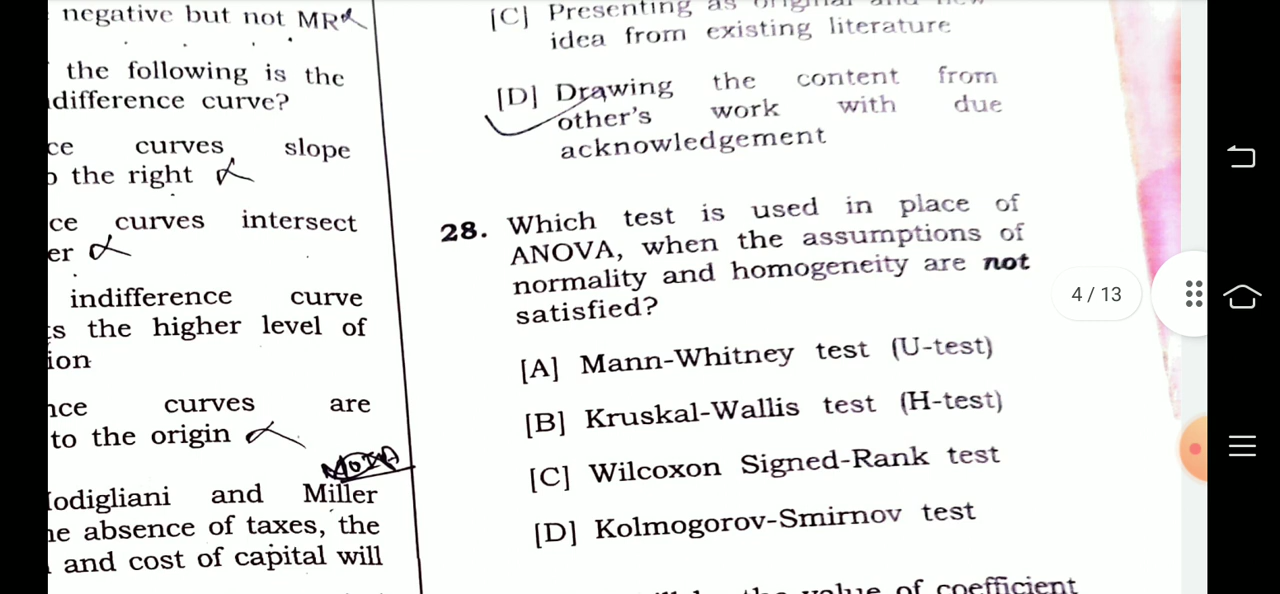 negative but not MR
the following is the
difference curve?
ce curves slope
the right
ce curves intersect
er
indifference curve
s the higher level of
ion
nce curves are
to the origin
Modigliani and Miller
ne absence of taxes, the
and cost of capital will
[C] Presenting as original and new
idea from existing literature
[D] Drawing the content from
other's work with due
acknowledgement
28. Which test is used in place of
ANOVA, when the assumptions of
normality and homogeneity are not
satisfied?
[A] Mann-Whitney test (U-test)
[B] Kruskal-Wallis test (H-test)
[C] Wilcoxon Signed-Rank test
[D] Kolmogorov-Smirnov test
value of coefficient
4 / 13